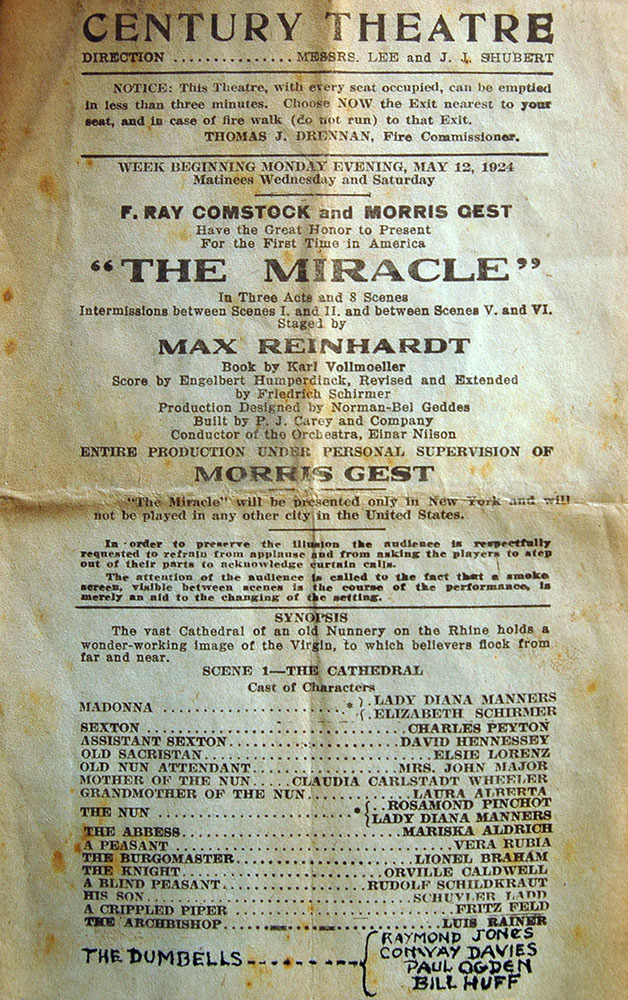 CENTURY THEATRE
DIRECTION ............... MESSRS. LEE and J. J. SHUBERT
NOTICE: This Theatre, with every seat occupied, can be emptied
in less than three minutes. Choose NOW the Exit nearest to your
seat, and in case of fire walk (do not run) to that Exit.
THOMAS J. DRENNAN, Fire Commissioner.
WEEK BEGINNING MONDAY EVENING, MAY 12, 1924
Matinees Wednesday and Saturday
F. RAY COMSTOCK and MORRIS GEST
Have the Great Honor to Present
For the First Time in America
"THE MIRACLE"
In Three Acts and 8 Scenes
Intermissions between Scenes I. and II. and between Scenes V. and VI.
Staged by
MAX REINHARDT
Book by Karl Vollmoeller
Score by Engelbert Humperdinck, Revised and Extended
by Friedrich Schirmer
Production Designed by Norman-Bel Geddes
Built by P. J. Carey and Company
Conductor of the Orchestra, Einar Nilson
ENTIRE PRODUCTION UNDER PERSONAL SUPERVISION OF
MORRIS GEST
"The Miracle" will be presented only in New York and will
not be played in any other city in the United States.
In order to preserve the illusion the audience is respectfully
requested to refrain from applause and from asking the players to step
out of their parts to acknowledge curtain calls.
The attention of the audience is called to the fact that a smoke
screen, visible between scenes in the course of the performance, is
merely an aid to the changing of the setting.
SYNOPSIS
The vast Cathedral of an old Nunnery on the Rhine holds a
wonder-working image of the Virgin, to which believers flock from
far and near.
SCENE 1—THE CATHEDRAL
Cast of Characters
MADONNA ........................* { ..LADY DIANA MANNERS
{ ..ELIZABETH SCHIRMER
SEXTON..............................CHARLES PEYTON
ASSISTANT SEXTON....................DAVID HENNESSEY
OLD SACRISTAN.......................ELSIE LORENZ
OLD NUN ATTENDANT...................MRS. JOHN MAJOR
MOTHER OF THE NUN.....CLAUDIA CARLSTADT WHEELER
GRANDMOTHER OF THE NUN..............LAURA ALBERTA
THE NUN ........................* { ..ROSAMOND PINCHOT
{ LADY DIANA MANNERS
THE ABBESS..........................MARISKA ALDRICH
A PEASANT...........................VERA RUBIA
THE BURGOMASTER.....................LIONEL BRAHAM
THE KNIGHT..........................ORVILLE CALDWELL
A BLIND PEASANT.....................RUDOLF SCHILDKRAUT
HIS SON.............................SCHUYLER LADD
A CRIPPLED PIPER....................FRITZ FELD
THE ARCHBISHOP......................LUIS RAINER
THE DUMBELLS............ { RAYMOND JONES
CONWAY DAVIES
PAUL OGDEN
BILL HUFF